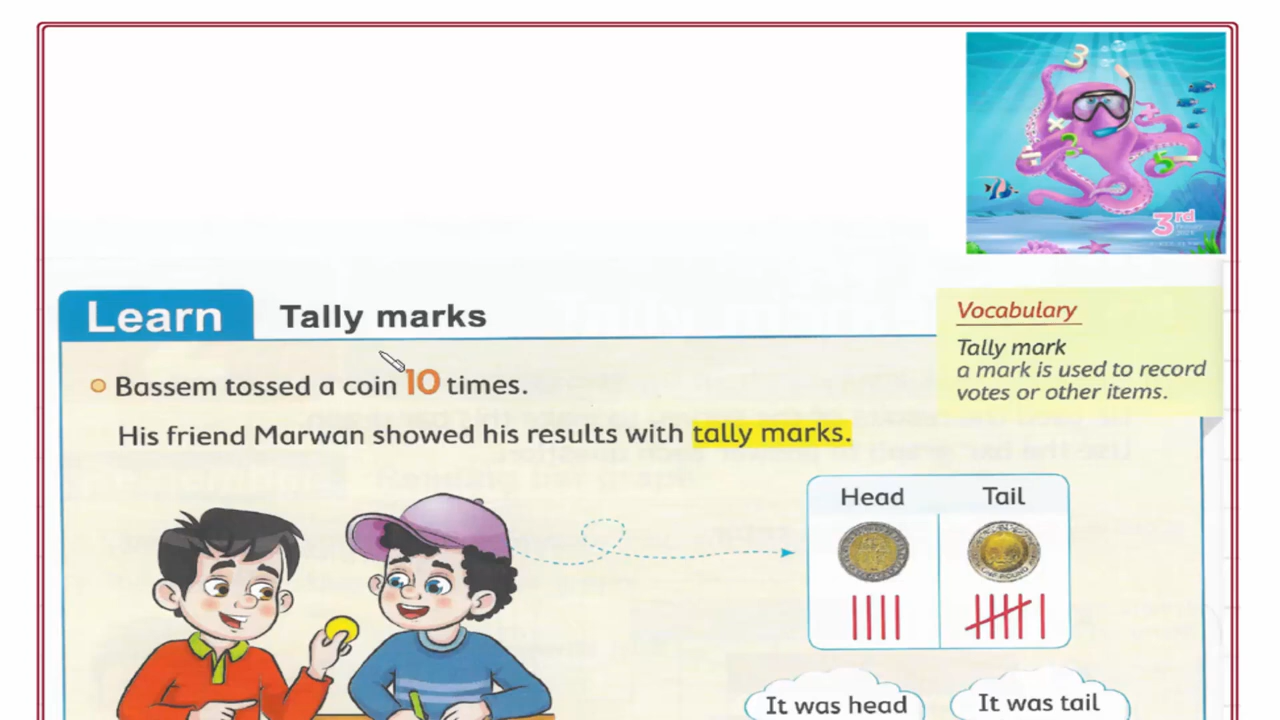 3
5
3rd
Learn Tally marks
Vocabulary
Tally mark
a mark is used to record
votes or other items.
Bassem tossed a coin 10 times.
His friend Marwan showed his results with tally marks.
Head Tail
It was head It was tail